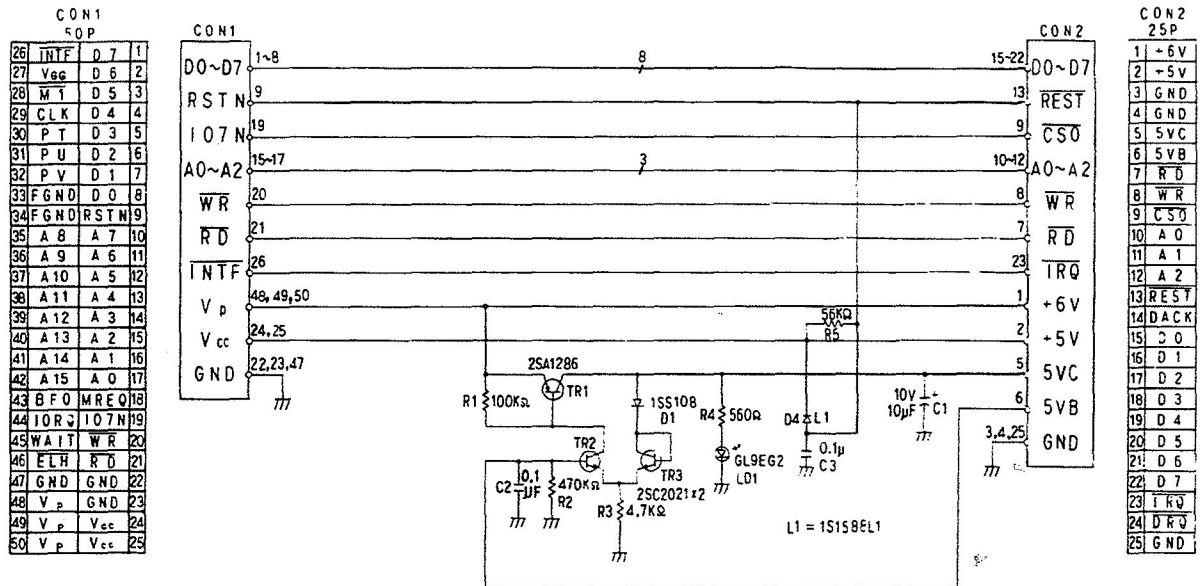 CON1
50P
26 INTF D7 1
27 VGG D6 2
28 M1 D5 3
29 CLK D4 4
30 PT D3 5
31 PU D2 6
32 PV D1 7
33 FGND D0 8
34 FGND RSTN 9
35 A8 A7 10
36 A9 A6 11
37 A10 A5 12
38 A11 A4 13
39 A12 A3 14
40 A13 A2 15
41 A14 A1 16
42 A15 A0 17
43 BF0 MREQ 18
44 IORQ IO7N 19
45 WAIT WR 20
46 ELH RD 21
47 GND GND 22
48 Vp GND 23
49 Vp Vcc 24
50 Vp Vcc 25
CON1
D0~D7 1~8
RSTN 9
IO7N 19
A0~A2 15~17
WR 20
RD 21
INTF 26
Vp 48,49,50
Vcc 24,25
GND 22,23,47
8
3
2SA1286
TR1
R1 100KΩ
1SS108
D1
R4 560Ω
56KΩ
R5
D4 L1
0.1μ
C3
10V
10μF
+
C1
TR2
TR3
2SC2021×2
C2 0.1
μF
470KΩ
R2
R3 4.7KΩ
GL9EG2
LD1
L1 = 1S1588L1
CON2
15~22 D0~D7
13 REST
9 CS0
10~12 A0~A2
8 WR
7 RD
23 IRQ
1 +6V
2 +5V
5 5VC
6 5VB
3,4,25 GND
CON2
25P
1 +6V
2 +5V
3 GND
4 GND
5 5VC
6 5VB
7 RD
8 WR
9 CS0
10 A0
11 A1
12 A2
13 REST
14 DACK
15 D0
16 D1
17 D2
18 D3
19 D4
20 D5
21 D6
22 D7
23 IRQ
24 DRQ
25 GND